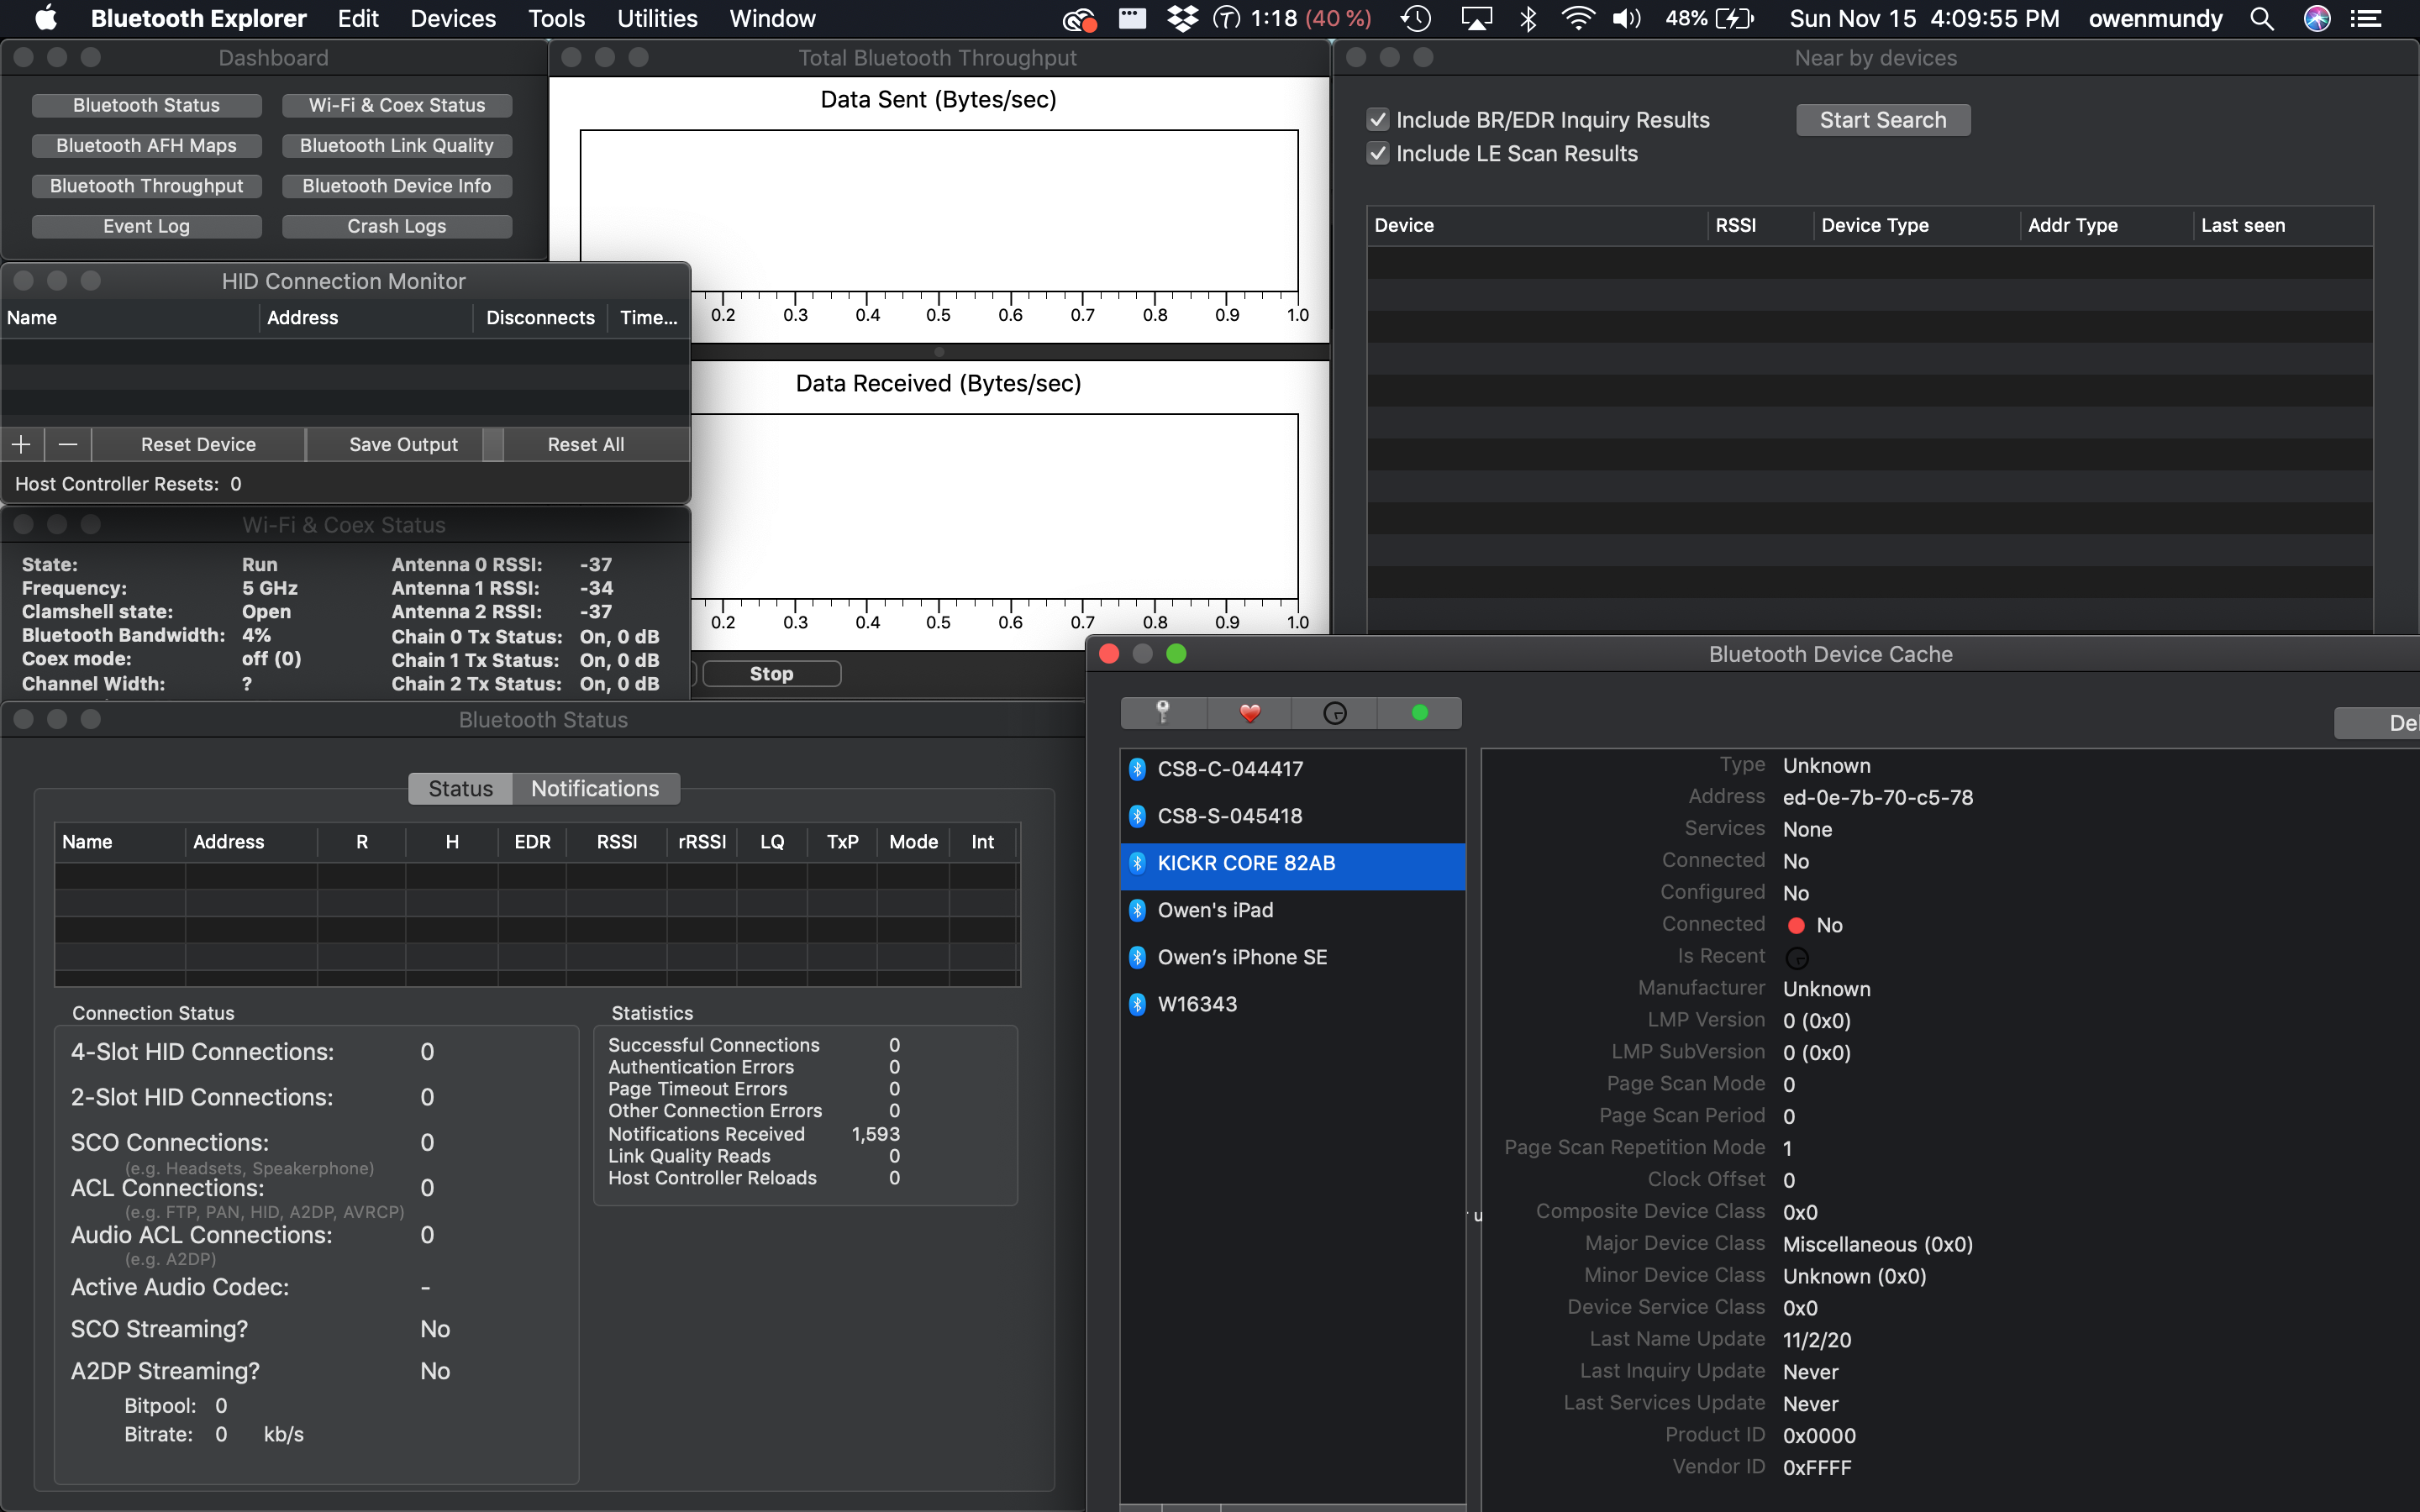 Bluetooth Explorer Edit Devices Tools Utilities Window 1:18 (40 %) 48% Sun Nov 15 4:09:55 PM owenmundy
Dashboard
Bluetooth Status Wi-Fi & Coex Status
Bluetooth AFH Maps Bluetooth Link Quality
Bluetooth Throughput Bluetooth Device Info
Event Log Crash Logs
Total Bluetooth Throughput
Data Sent (Bytes/sec)
0.2 0.3 0.4 0.5 0.6 0.7 0.8 0.9 1.0
Data Received (Bytes/sec)
0.2 0.3 0.4 0.5 0.6 0.7 0.8 0.9 1.0
Stop
Near by devices
Include BR/EDR Inquiry Results Start Search
Include LE Scan Results
Device RSSI Device Type Addr Type Last seen
HID Connection Monitor
Name Address Disconnects Time...
+ — Reset Device Save Output Reset All
Host Controller Resets: 0
Wi-Fi & Coex Status
State: Run Antenna 0 RSSI: -37
Frequency: 5 GHz Antenna 1 RSSI: -34
Clamshell state: Open Antenna 2 RSSI: -37
Bluetooth Bandwidth: 4% Chain 0 Tx Status: On, 0 dB
Coex mode: off (0) Chain 1 Tx Status: On, 0 dB
Channel Width: ? Chain 2 Tx Status: On, 0 dB
Bluetooth Status
Status Notifications
Name Address R H EDR RSSI rRSSI LQ TxP Mode Int
Connection Status
4-Slot HID Connections: 0
2-Slot HID Connections: 0
SCO Connections: 0
(e.g. Headsets, Speakerphone)
ACL Connections: 0
(e.g. FTP, PAN, HID, A2DP, AVRCP)
Audio ACL Connections: 0
(e.g. A2DP)
Active Audio Codec: -
SCO Streaming? No
A2DP Streaming? No
Bitpool: 0
Bitrate: 0 kb/s
Statistics
Successful Connections 0
Authentication Errors 0
Page Timeout Errors 0
Other Connection Errors 0
Notifications Received 1,593
Link Quality Reads 0
Host Controller Reloads 0
Bluetooth Device Cache
Del
CS8-C-044417
CS8-S-045418
KICKR CORE 82AB
Owen's iPad
Owen’s iPhone SE
W16343
Type Unknown
Address ed-0e-7b-70-c5-78
Services None
Connected No
Configured No
Connected No
Is Recent
Manufacturer Unknown
LMP Version 0 (0x0)
LMP SubVersion 0 (0x0)
Page Scan Mode 0
Page Scan Period 0
Page Scan Repetition Mode 1
Clock Offset 0
Composite Device Class 0x0
Major Device Class Miscellaneous (0x0)
Minor Device Class Unknown (0x0)
Device Service Class 0x0
Last Name Update 11/2/20
Last Inquiry Update Never
Last Services Update Never
Product ID 0x0000
Vendor ID 0xFFFF